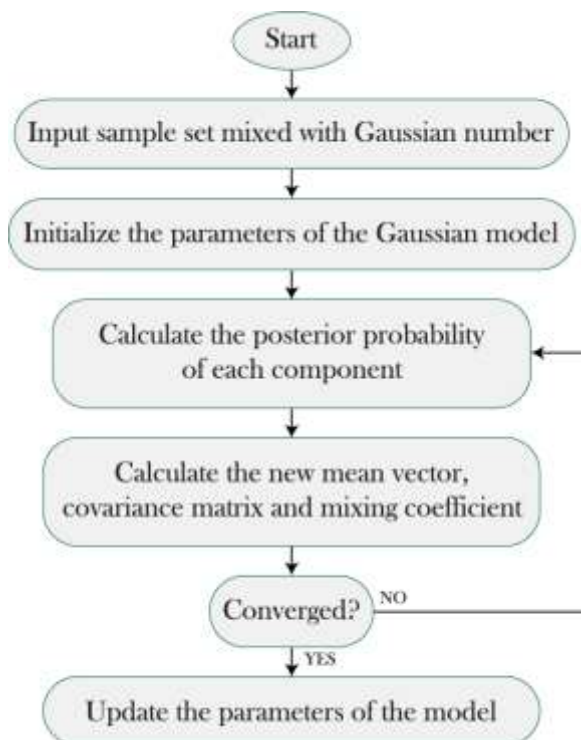 Start
Input sample set mixed with Gaussian number
Initialize the parameters of the Gaussian model
Calculate the posterior probability
of each component
Calculate the new mean vector,
covariance matrix and mixing coefficient
Converged?
NO
YES
Update the parameters of the model